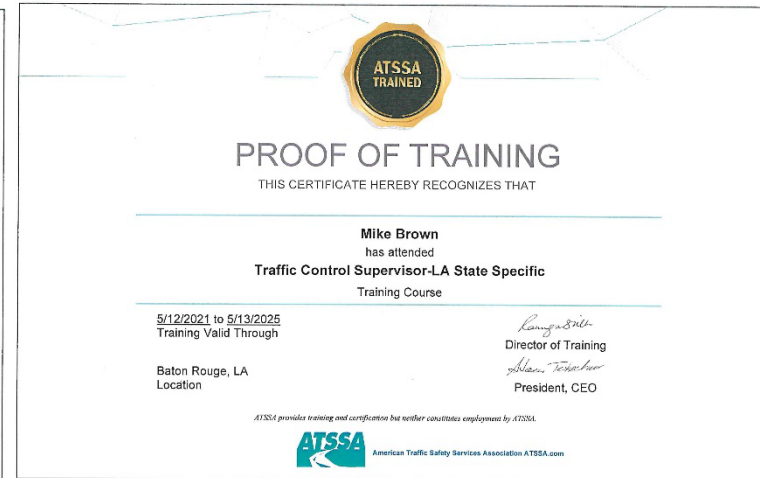 ATSSA
TRAINED
PROOF OF TRAINING
THIS CERTIFICATE HEREBY RECOGNIZES THAT
Mike Brown
has attended
Traffic Control Supervisor-LA State Specific
Training Course
5/12/2021 to 5/13/2025
Training Valid Through
Director of Training
Baton Rouge, LA
Location
President, CEO
ATSSA provides training and certification but neither constitutes employment by ATSSA.
ATSSA
American Traffic Safety Services Association ATSSA.com